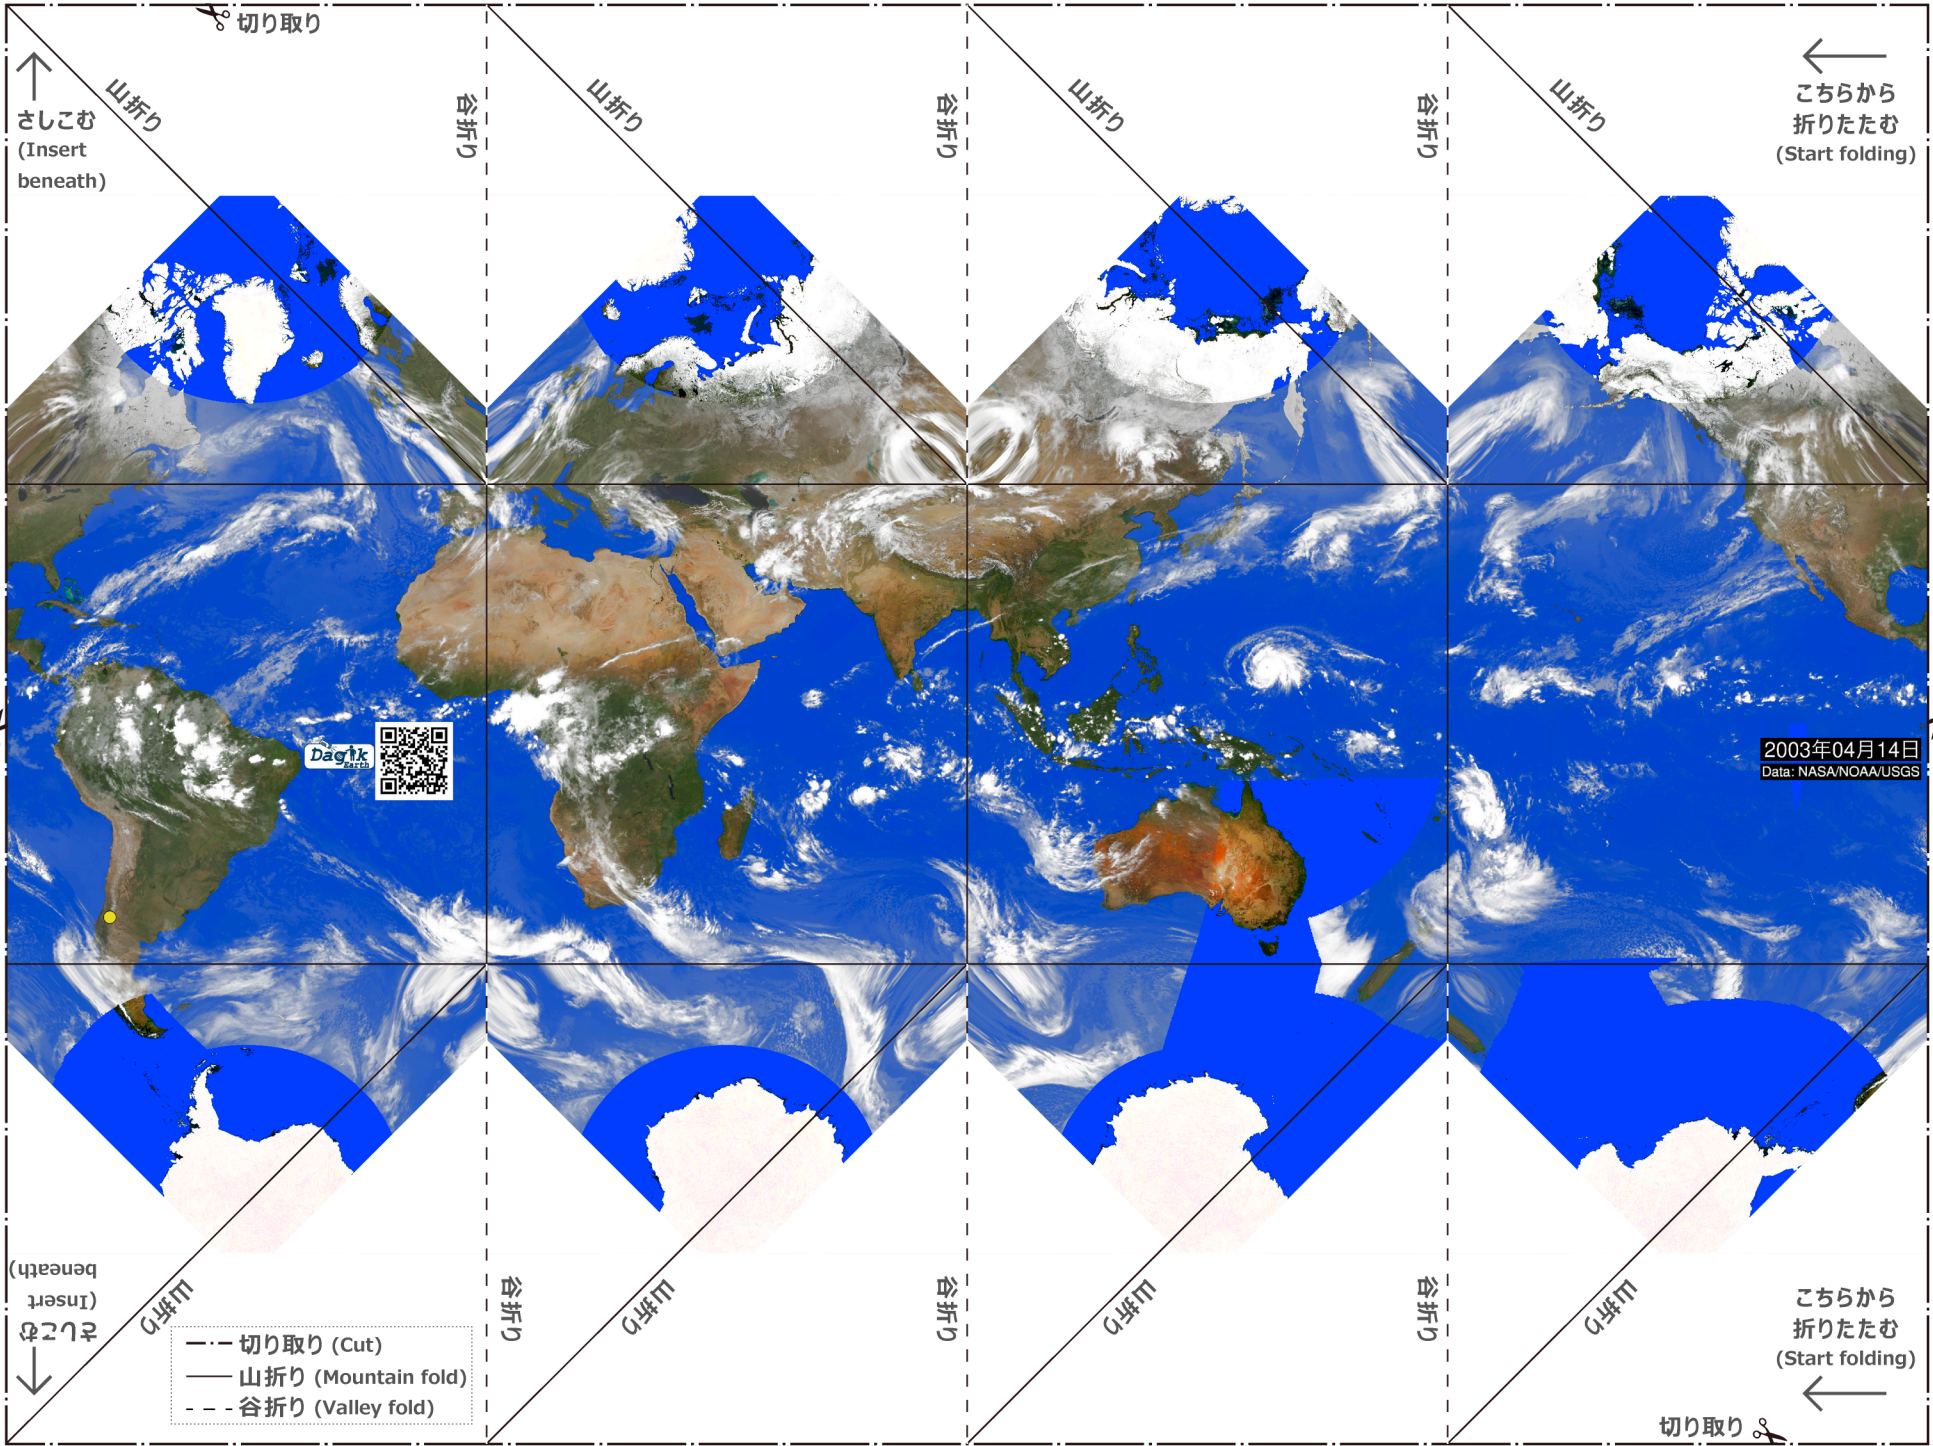 切り取り
さしこむ
(Insert
beneath)
山折り
谷折り
山折り
谷折り
山折り
谷折り
山折り
こちらから
折りたたむ
(Start folding)
Dagik
Earth
2003年04月14日
Data: NASA/NOAA/USGS
さしこむ
(Insert
beneath)
山折り
谷折り
山折り
谷折り
山折り
谷折り
山折り
こちらから
折りたたむ
(Start folding)
切り取り (Cut)
山折り (Mountain fold)
谷折り (Valley fold)
切り取り